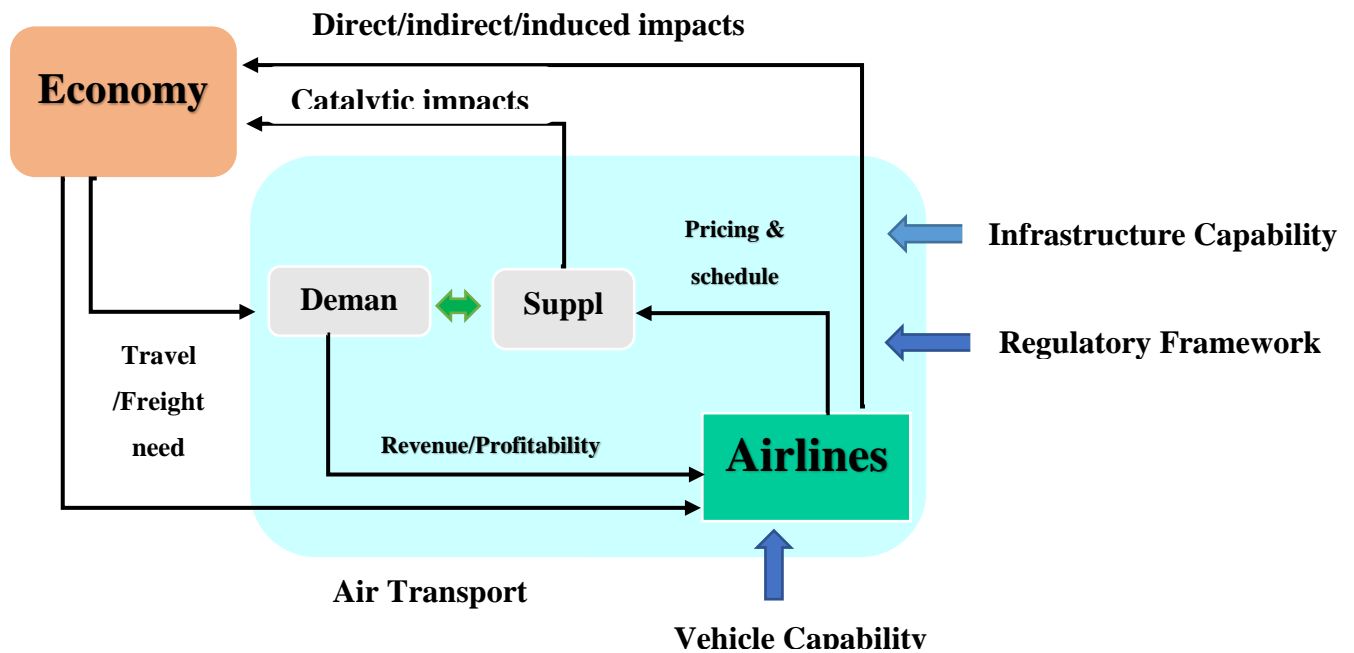 Direct/indirect/induced impacts
Economy
Catalytic impacts
Pricing &
schedule
Infrastructure Capability
Deman
Suppl
Regulatory Framework
Travel
/Freight
need
Revenue/Profitability
Airlines
Air Transport
Vehicle Capability